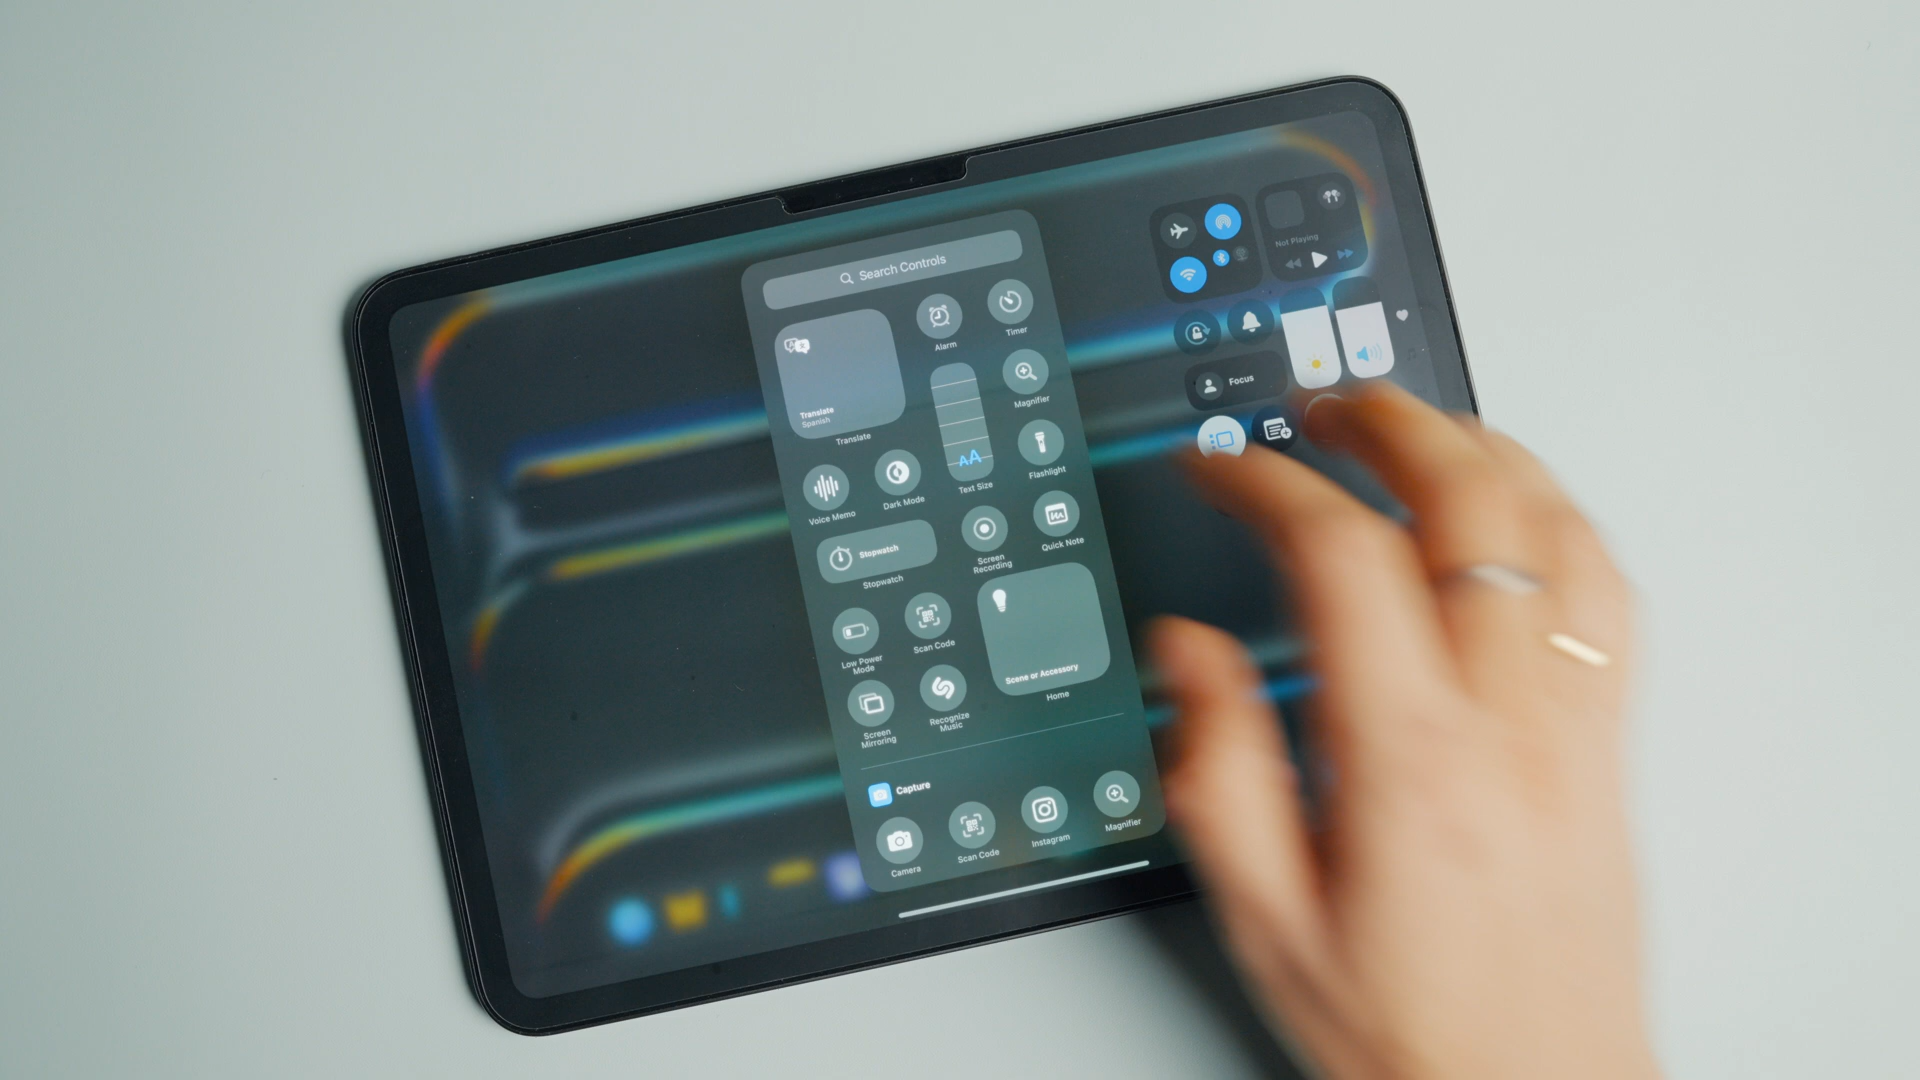 Search Controls
Translate
Spanish
Translate
Alarm
Timer
AA
Text Size
Magnifier
Voice Memo
Dark Mode
Flashlight
Stopwatch
Stopwatch
Screen
Recording
Quick Note
Low Power
Mode
Scan Code
Scene or Accessory
Home
Screen
Mirroring
Recognize
Music
Capture
Camera
Scan Code
Instagram
Magnifier
Not Playing
Focus